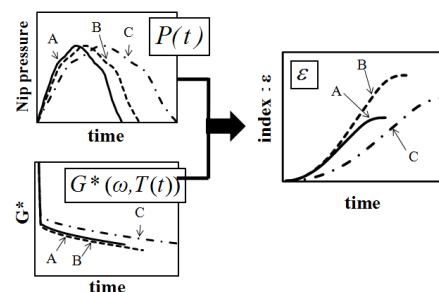 Nip pressure
A
B
C
P(t)
time
G*
G*(ω,T(t))
A
B
C
time
index : ε
ε
A
B
C
time